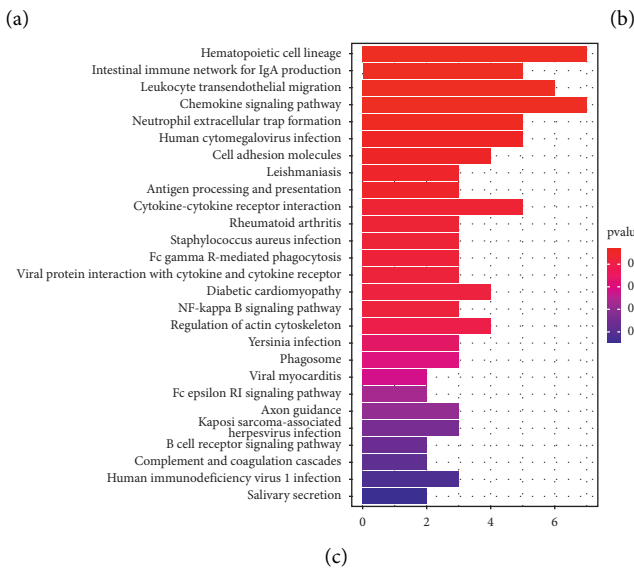 (a)
(b)
Hematopoietic cell lineage
Intestinal immune network for IgA production
Leukocyte transendothelial migration
Chemokine signaling pathway
Neutrophil extracellular trap formation
Human cytomegalovirus infection
Cell adhesion molecules
Leishmaniasis
Antigen processing and presentation
Cytokine-cytokine receptor interaction
Rheumatoid arthritis
Staphylococcus aureus infection
Fc gamma R-mediated phagocytosis
Viral protein interaction with cytokine and cytokine receptor
Diabetic cardiomyopathy
NF-kappa B signaling pathway
Regulation of actin cytoskeleton
Yersinia infection
Phagosome
Viral myocarditis
Fc epsilon RI signaling pathway
Axon guidance
Kaposi sarcoma-associated
herpesvirus infection
B cell receptor signaling pathway
Complement and coagulation cascades
Human immunodeficiency virus 1 infection
Salivary secretion
0 2 4 6
pvalu
0
0
0
0
(c)